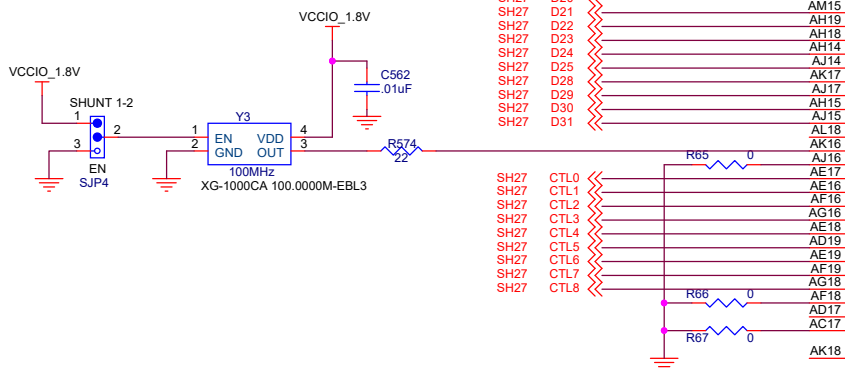 SH27 D20
SH27 D21 AM15
SH27 D22 AH19
SH27 D23 AH18
SH27 D24 AH14
SH27 D25 AJ14
SH27 D28 AK17
SH27 D29 AJ17
SH27 D30 AH15
SH27 D31 AJ15
AL18
AK16
R65 0 AJ16
SH27 CTL0 AE17
SH27 CTL1 AE16
SH27 CTL2 AF16
SH27 CTL3 AG16
SH27 CTL4 AE18
SH27 CTL5 AD19
SH27 CTL6 AE19
SH27 CTL7 AF19
SH27 CTL8 AG18
R66 0 AF18
AD17
R67 0 AC17
AK18
VCCIO_1.8V
C562
.01uF
VCCIO_1.8V
SHUNT 1-2
1
2
3
EN
SJP4
Y3
1 EN VDD 4
2 GND OUT 3
100MHz
XG-1000CA 100.0000M-EBL3
R574
22